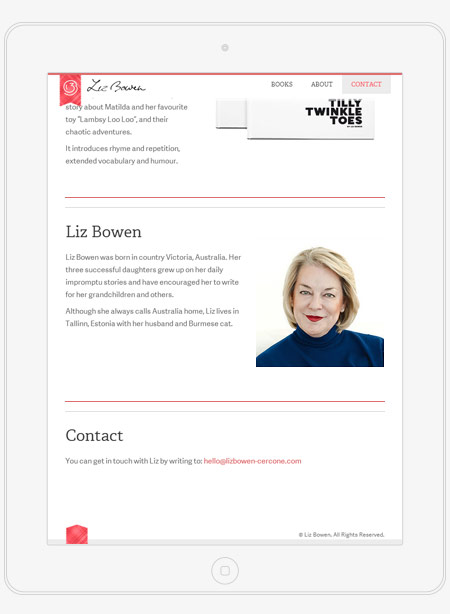 Liz Bowen
BOOKS ABOUT CONTACT
story about Matilda and her favourite
toy "Lambsy Loo Loo", and their
chaotic adventures.
It introduces rhyme and repetition,
extended vocabulary and humour.
TILLY
TWINKLE
TOES
BY LIZ BOWEN
Liz Bowen
Liz Bowen was born in country Victoria, Australia. Her
three successful daughters grew up on her daily
impromptu stories and have encouraged her to write
for her grandchildren and others.
Although she always calls Australia home, Liz lives in
Tallinn, Estonia with her husband and Burmese cat.
Contact
You can get in touch with Liz by writing to: hello@lizbowen-cercone.com
© Liz Bowen. All Rights Reserved.